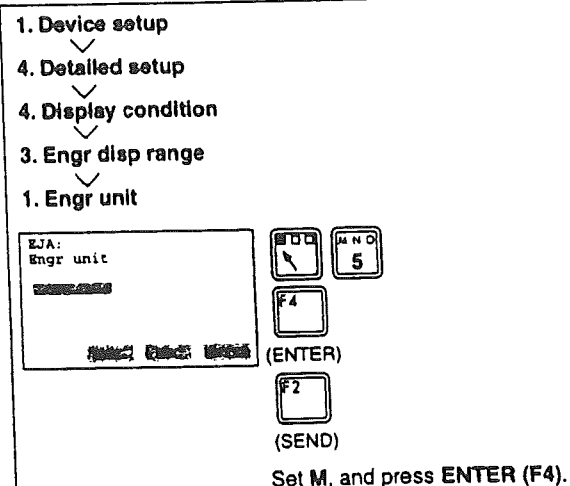 1. Device setup
4. Detailed setup
4. Display condition
3. Engr disp range
1. Engr unit
EJA:
Engr unit
M N O
5
F4
(ENTER)
F2
(SEND)
Set M, and press ENTER (F4).